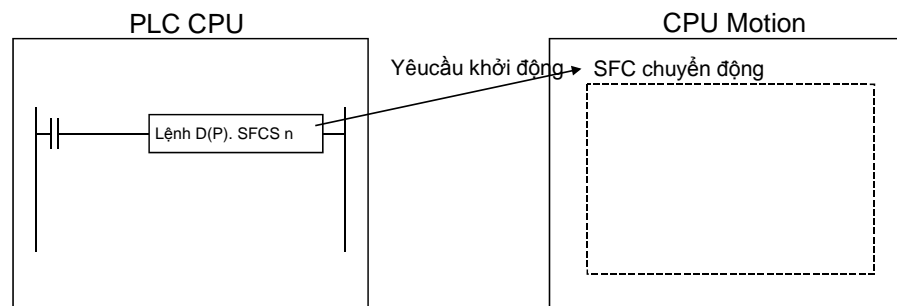 PLC CPU
CPU Motion
Yêucầu khởi động
SFC chuyển động
Lệnh D(P). SFCS n